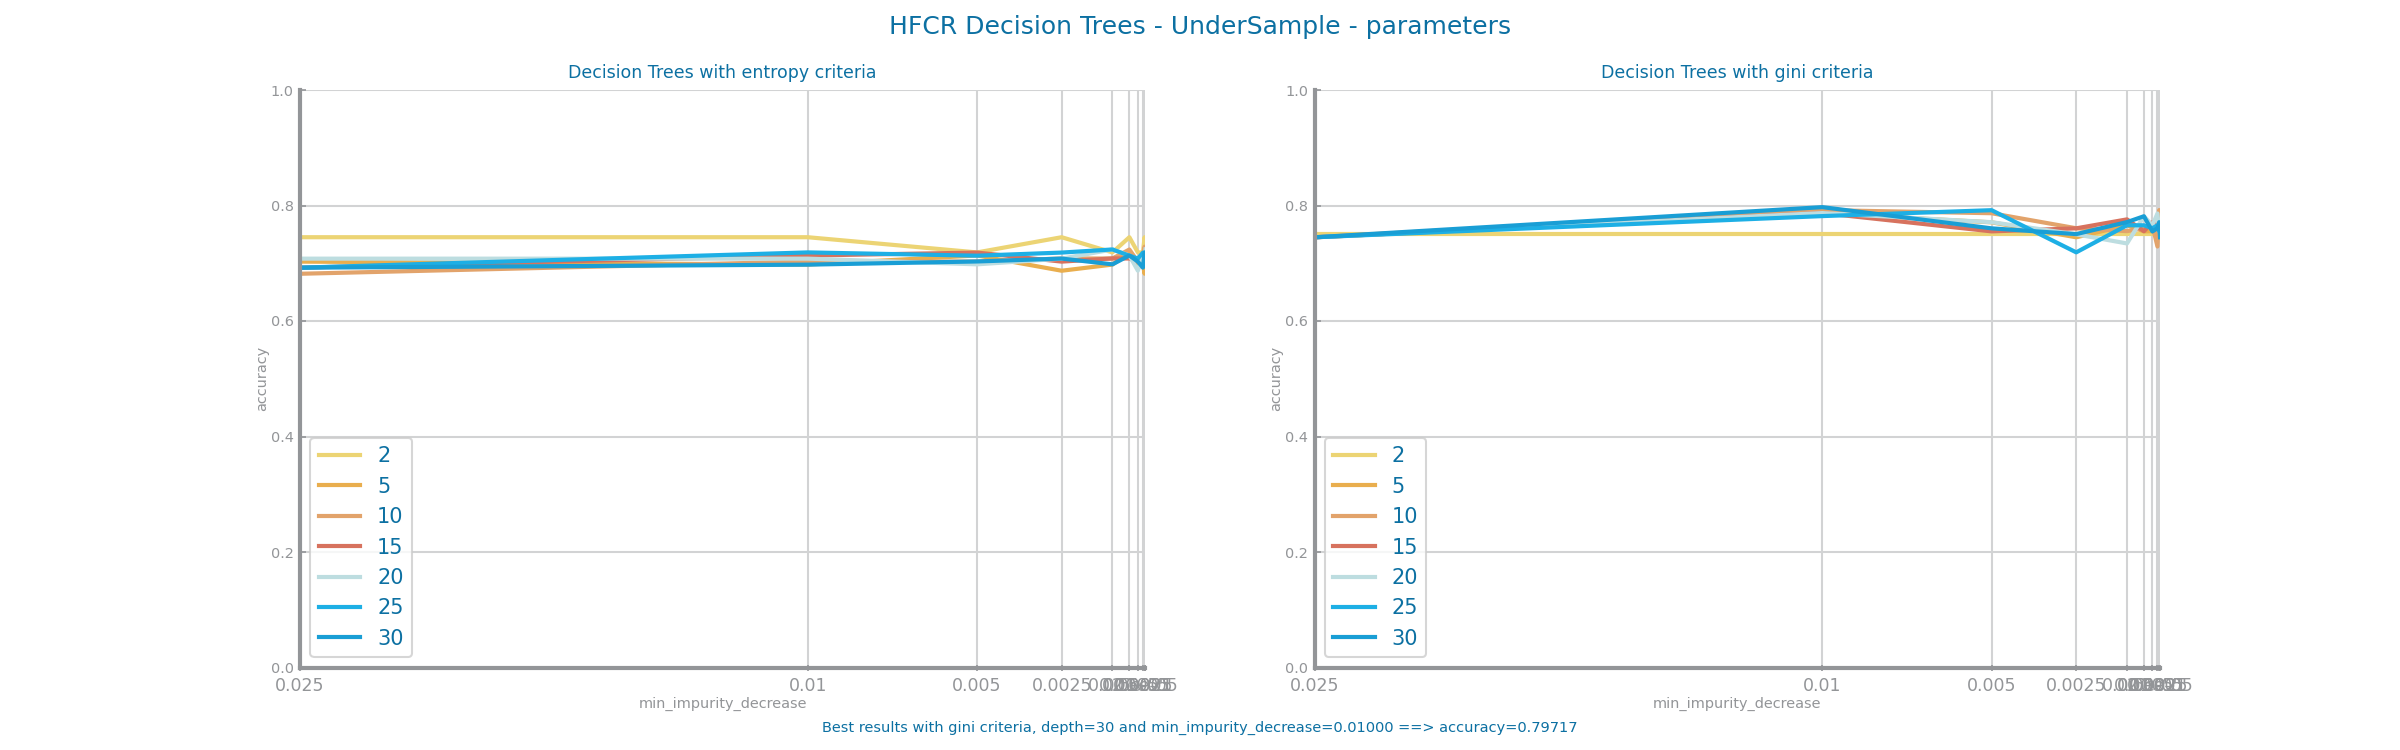 HFCR Decision Trees - UnderSample - parameters
Decision Trees with entropy criteria
1.0
0.8
0.6
0.4
0.2
0.0
accuracy
2
5
10
15
20
25
30
0.025 0.01 0.005 0.0025
min_impurity_decrease
Decision Trees with gini criteria
1.0
0.8
0.6
0.4
0.2
0.0
accuracy
2
5
10
15
20
25
30
0.025 0.01 0.005 0.0025
min_impurity_decrease
Best results with gini criteria, depth=30 and min_impurity_decrease=0.01000 ==> accuracy=0.79717